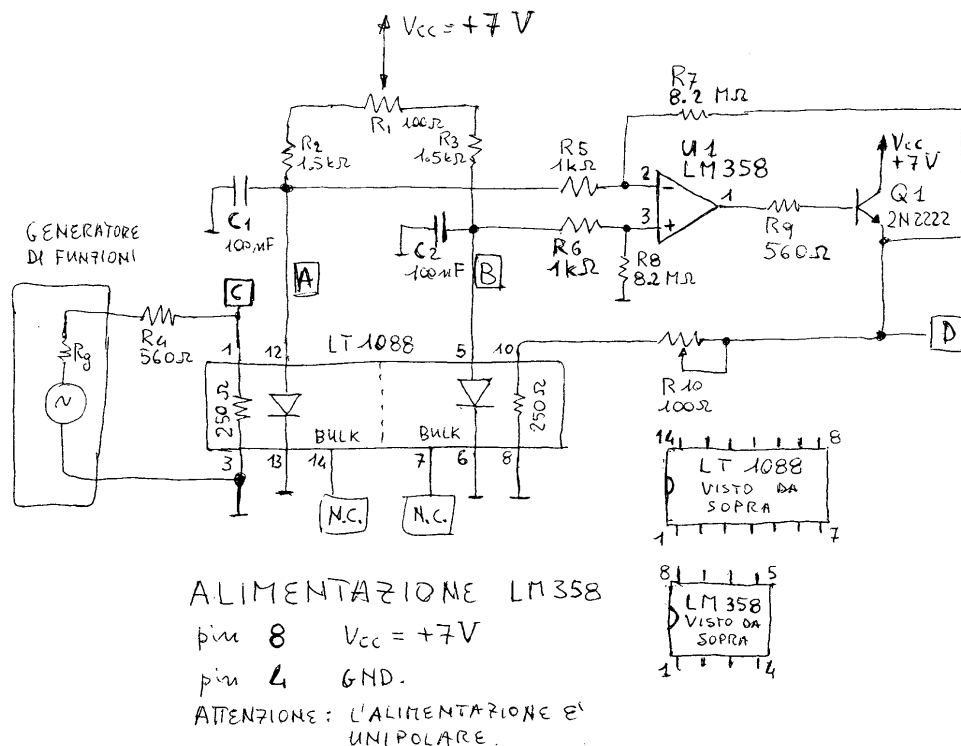 Vcc = +7 V
R1 100Ω
R2
1,5kΩ
R3
1.5kΩ
R7
8.2 MΩ
U1
LM358
Vcc
+7V
Q1
2N2222
R5
1kΩ
2
−
3
+
1
R9
560Ω
C1
100nF
C2
100nF
R6
1kΩ
R8
8.2 MΩ
GENERATORE
DI FUNZIONI
A
B
C
D
Rg
~
R4
560Ω
1
12
LT 1088
5
10
R10
100Ω
250Ω
250Ω
BULK
BULK
3
13
14
7
6
8
N.C.
N.C.
14
8
LT 1088
VISTO DA
SOPRA
1
7
8
5
LM 358
VISTO DA
SOPRA
1
4
ALIMENTAZIONE LM358
pin 8 Vcc = +7V
pin 4 GND.
ATTENZIONE: L'ALIMENTAZIONE E'
UNIPOLARE.